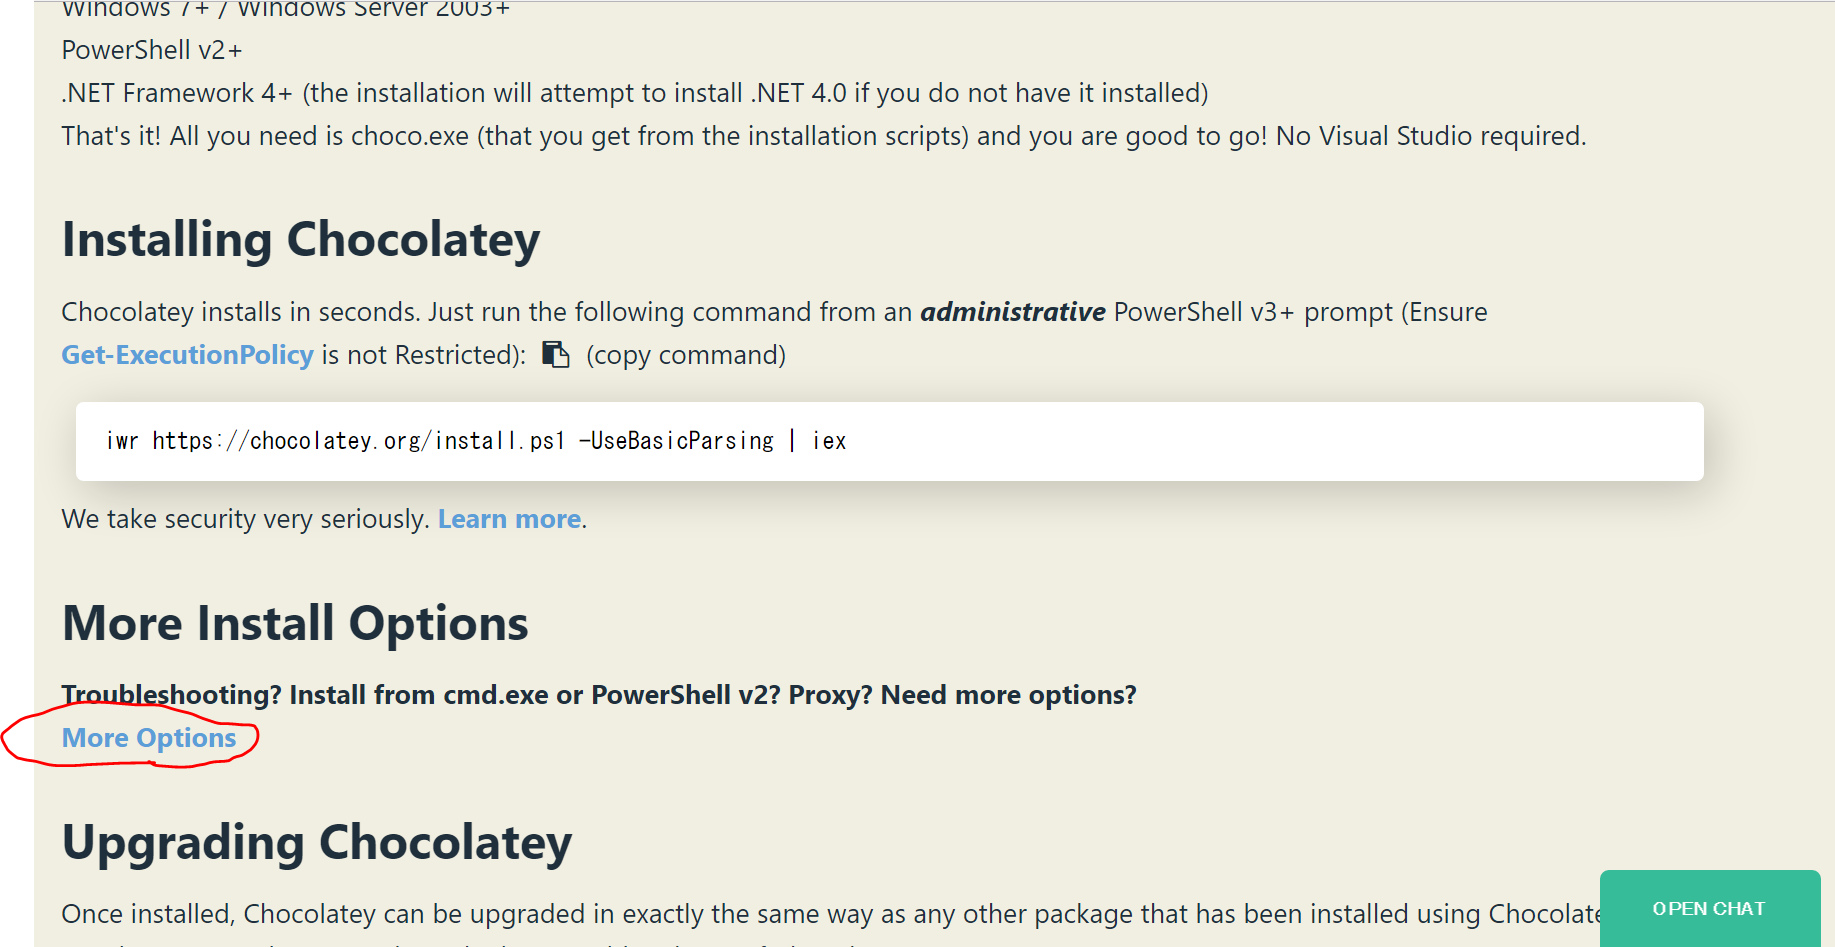 Windows 7+ / Windows Server 2003+
PowerShell v2+
.NET Framework 4+ (the installation will attempt to install .NET 4.0 if you do not have it installed)
That's it! All you need is choco.exe (that you get from the installation scripts) and you are good to go! No Visual Studio required.
Installing Chocolatey
Chocolatey installs in seconds. Just run the following command from an administrative PowerShell v3+ prompt (Ensure
Get-ExecutionPolicy is not Restricted): (copy command)
iwr https://chocolatey.org/install.ps1 -UseBasicParsing | iex
We take security very seriously. Learn more.
More Install Options
Troubleshooting? Install from cmd.exe or PowerShell v2? Proxy? Need more options?
More Options
Upgrading Chocolatey
Once installed, Chocolatey can be upgraded in exactly the same way as any other package that has been installed using Chocolate
OPEN CHAT